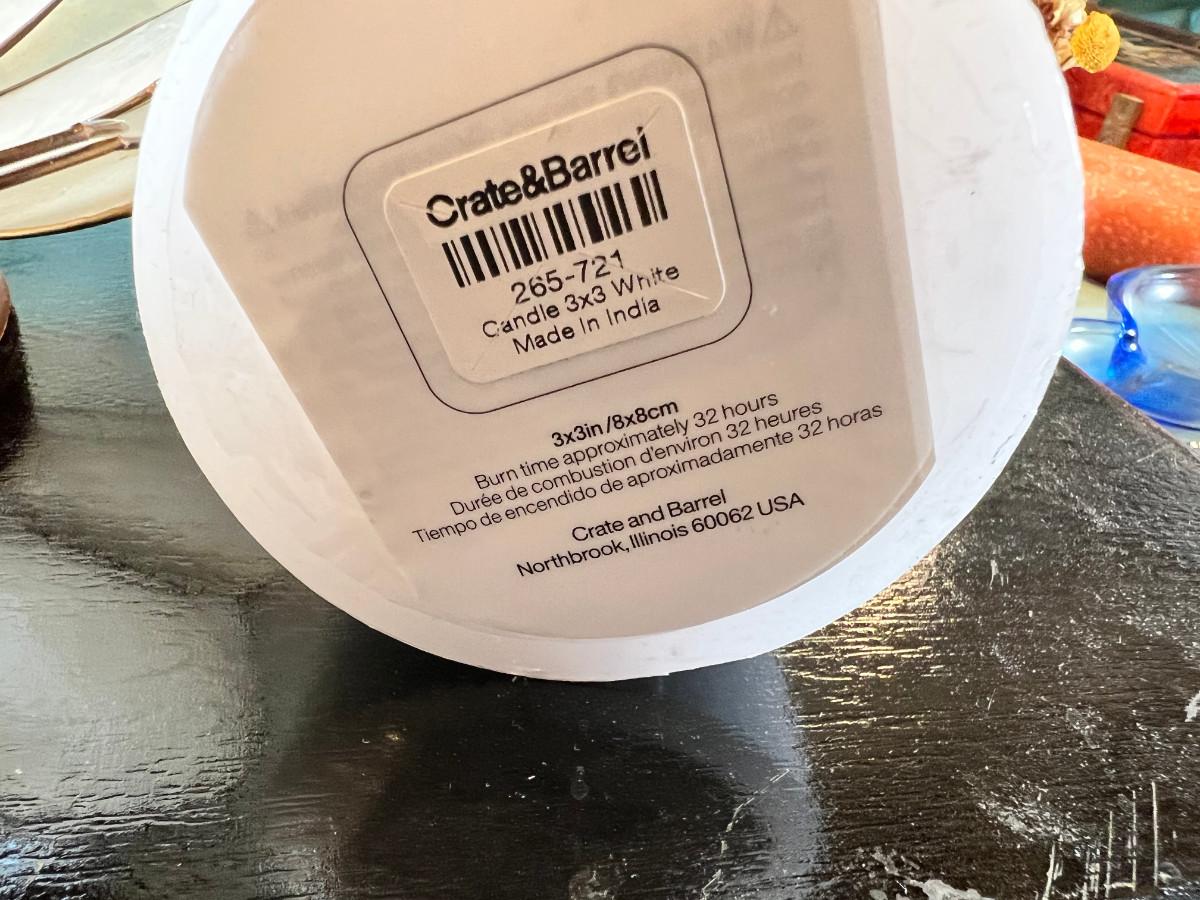 Crate&Barrel
265-721
Candle 3x3 White
Made In India
3x3in/8x8cm
Burn time approximately 32 hours
Durée de combustion d'environ 32 heures
Tiempo de encendido de aproximadamente 32 horas
Crate and Barrel
Northbrook, Illinois 60062 USA